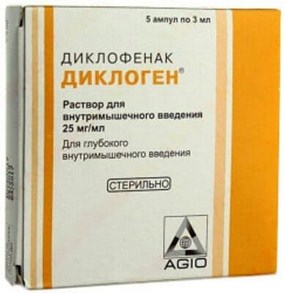 5 ампул по 3 мл
ДИКЛОФЕНАК
ДИКЛОГЕН®
Раствор для
внутримышечного введения
25 мг/мл
Для глубокого
внутримышечного введения
СТЕРИЛЬНО
AGIO